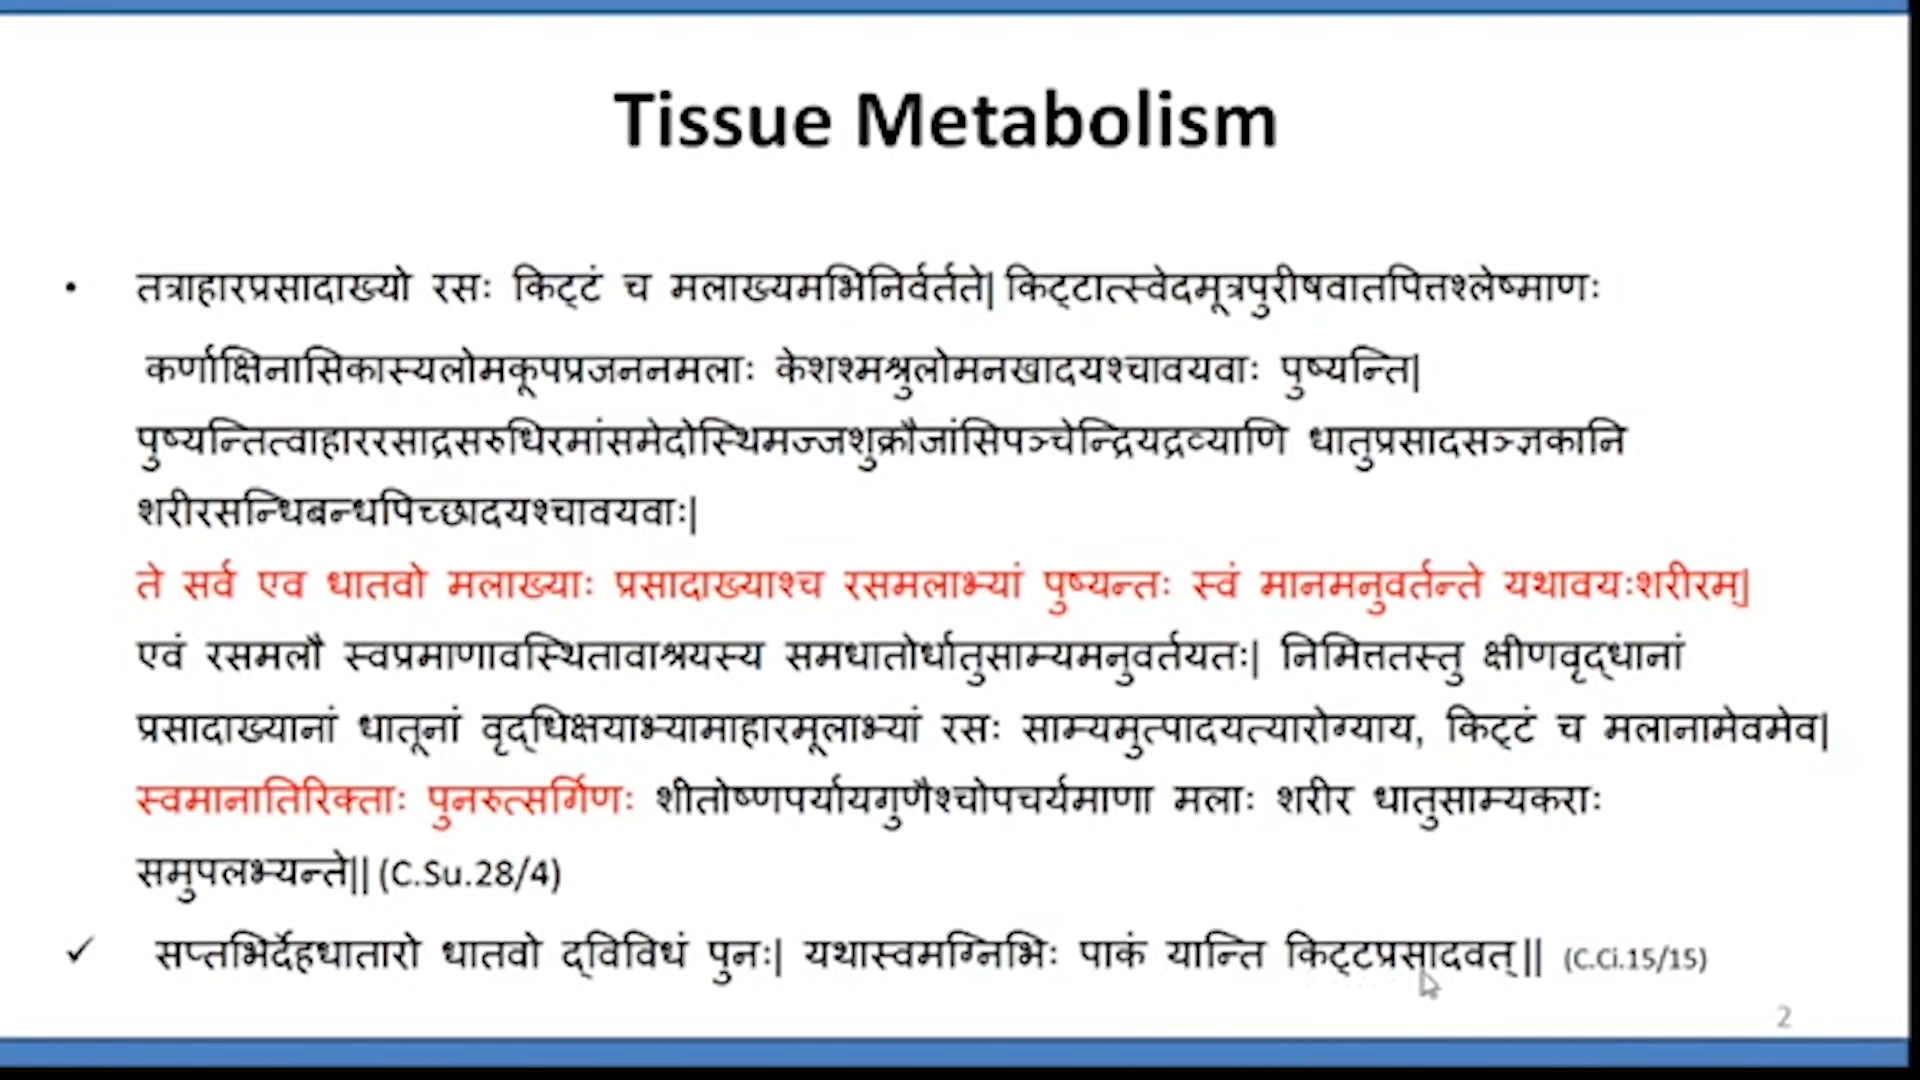 Tissue Metabolism
• तत्राहारप्रसादाख्यो रसः किट्टं च मलाख्यमभिनिर्वर्तते| किट्टात्स्वेदमूत्रपुरीषवातपित्तश्लेष्माणः
कर्णाक्षिनासिकास्यलोमकूपप्रजननमलाः केशश्मश्रुलोमनखादयश्चावयवाः पुष्यन्ति|
पुष्यन्तित्वाहाररसाद्रसरुधिरमांसमेदोस्थिमज्जशुक्रौजांसिपञ्चेन्द्रियद्रव्याणि धातुप्रसादसञ्ज्ञकानि
शरीरसन्धिबन्धपिच्छादयश्चावयवाः|
ते सर्व एव धातवो मलाख्याः प्रसादाख्याश्च रसमलाभ्यां पुष्यन्तः स्वं मानमनुवर्तन्ते यथावयःशरीरम्|
एवं रसमलौ स्वप्रमाणावस्थितावाश्रयस्य समधातोर्धातुसाम्यमनुवर्तयतः| निमित्ततस्तु क्षीणवृद्धानां
प्रसादाख्यानां धातूनां वृद्धिक्षयाभ्यामाहारमूलाभ्यां रसः साम्यमुत्पादयत्यारोग्याय, किट्टं च मलानामेवमेव|
स्वमानातिरिक्ताः पुनरुत्सर्गिणः शीतोष्णपर्यायगुणैश्चोपचर्यमाणा मलाः शरीर धातुसाम्यकराः
समुपलभ्यन्ते|| (C.Su.28/4)
✓ सप्तभिर्देहधातारो धातवो द्विविधं पुनः| यथास्वमग्निभिः पाकं यान्ति किट्टप्रसादवत्|| (C.Ci.15/15)
2